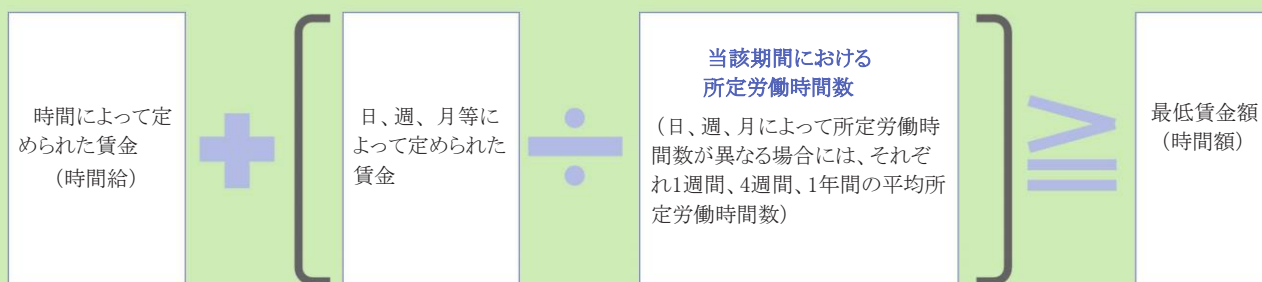 時間によって定
められた賃金
（時間給）
日、週、月等に
よって定められた
賃金
当該期間における
所定労働時間数
（日、週、月によって所定労働時
間数が異なる場合には、それぞ
れ1週間、4週間、1年間の平均所
定労働時間数）
最低賃金額
（時間額）